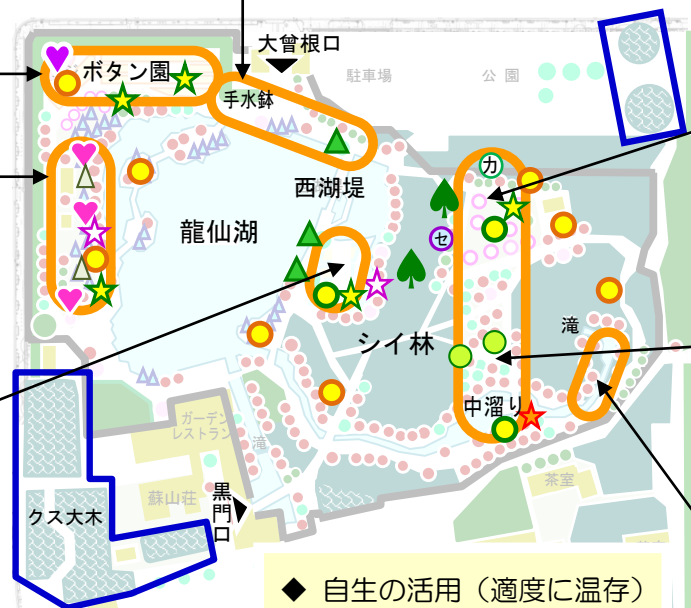 大曾根口
駐車場
公園
ボタン園
手水鉢
カ
西湖堤
セ
龍仙湖
シイ林
滝
中溜り
ガーデン
レストラン
滝
茶室
蘇山荘
黒門口
クス大木
◆ 自生の活用（適度に温存）